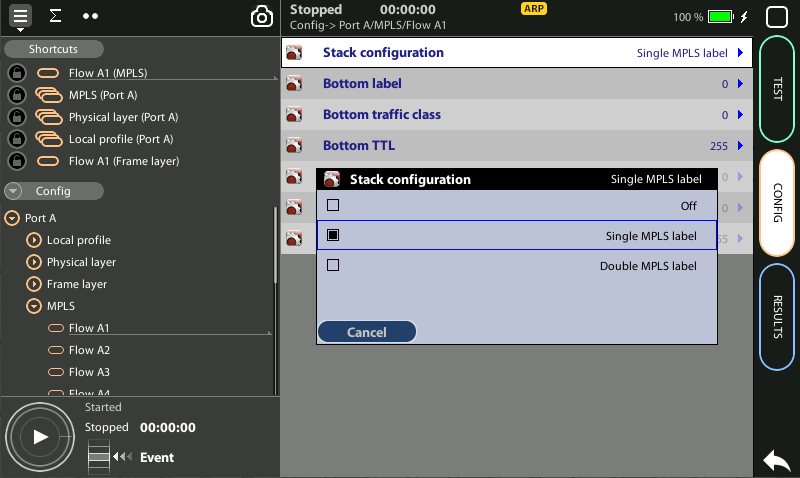 Stopped 00:00:00 ARP
Config-> Port A/MPLS/Flow A1
100 %
Shortcuts
Flow A1 (MPLS)
MPLS (Port A)
Physical layer (Port A)
Local profile (Port A)
Flow A1 (Frame layer)
Config
Port A
Local profile
Physical layer
Frame layer
MPLS
Flow A1
Flow A2
Flow A3
Flow A4
Started
Stopped 00:00:00
Event
Stack configuration Single MPLS label
Bottom label 0
Bottom traffic class 0
Bottom TTL 255
0
0
55
Stack configuration Single MPLS label
Off
Single MPLS label
Double MPLS label
Cancel
TEST
CONFIG
RESULTS